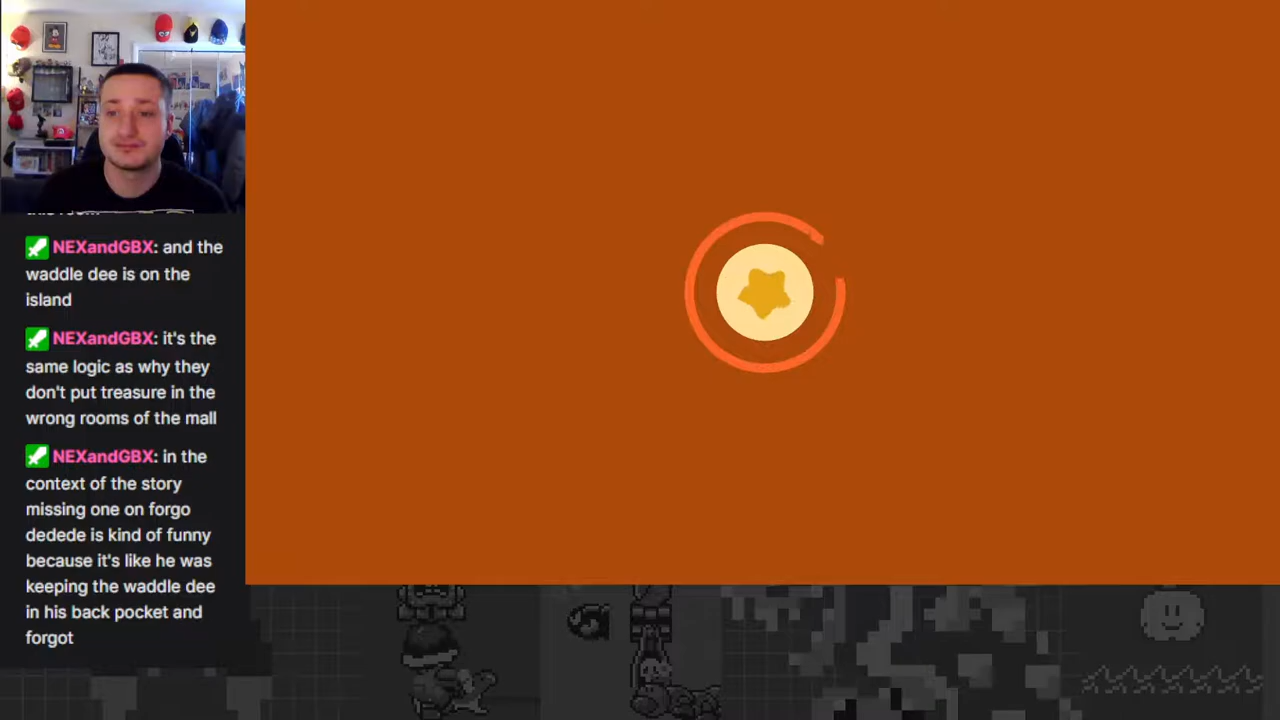 NEXandGBX: and the
waddle dee is on the
island
NEXandGBX: it's the
same logic as why they
don't put treasure in the
wrong rooms of the mall
NEXandGBX: in the
context of the story
missing one on forgo
dedede is kind of funny
because it's like he was
keeping the waddle dee
in his back pocket and
forgot